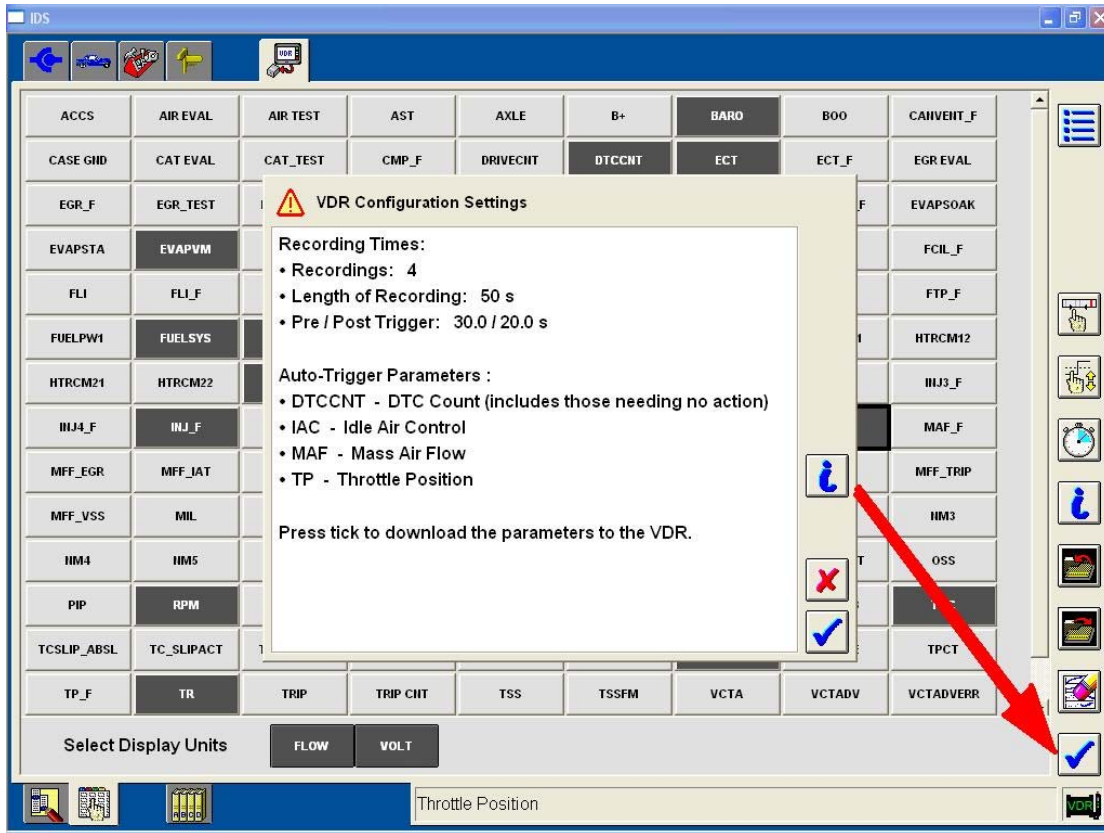 IDS
VDR
ACCS AIR EVAL AIR TEST AST AXLE B+ BARO BOO CANVENT_F
CASE GND CAT EVAL CAT_TEST CMP_F DRIVECNT DTCCNT ECT ECT_F EGR EVAL
EGR_F EGR_TEST EVAPSOAK
EVAPSTA EVAPVM FCIL_F
FLI FLI_F FTP_F
FUELPW1 FUELSYS HTRCM12
HTRCM21 HTRCM22 INJ3_F
INJ4_F INJ_F MAF_F
MFF_EGR MFF_IAT MFF_TRIP
MFF_VSS MIL NM3
NM4 NM5 OSS
PIP RPM
TCSLIP_ABSL TC_SLIPACT TPCT
TP_F TR TRIP TRIP CNT TSS TSSFM VCTA VCTADV VCTADVERR
VDR Configuration Settings
Recording Times:
• Recordings: 4
• Length of Recording: 50 s
• Pre / Post Trigger: 30.0 / 20.0 s
Auto-Trigger Parameters :
• DTCCNT - DTC Count (includes those needing no action)
• IAC - Idle Air Control
• MAF - Mass Air Flow
• TP - Throttle Position
Press tick to download the parameters to the VDR.
Select Display Units FLOW VOLT
ABCD
Throttle Position
VDR